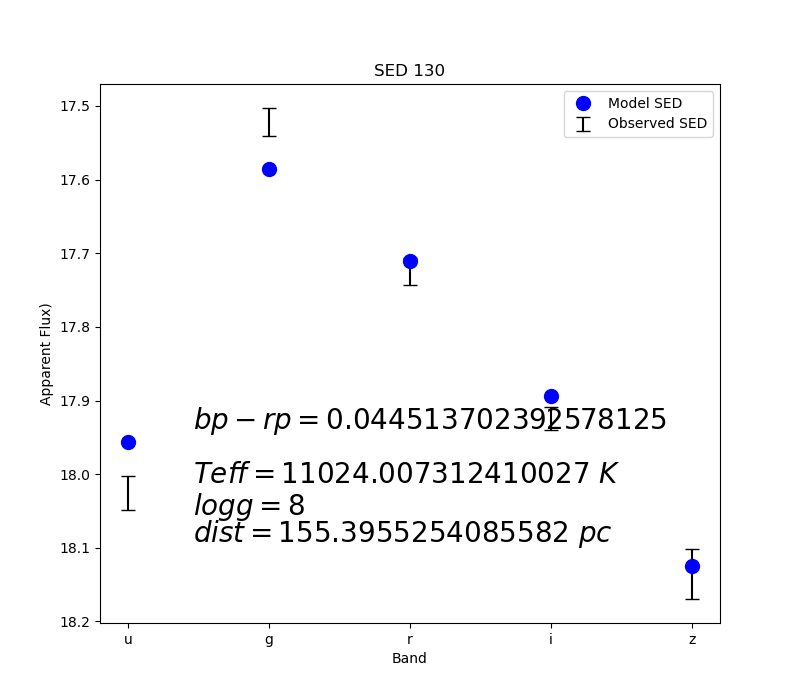 SED 130
Model SED
Observed SED
17.5
17.6
17.7
17.8
17.9
18.0
18.1
18.2
Apparent Flux)
bp − rp = 0.044513702392578125
Teff = 11024.007312410027 K
logg = 8
dist = 155.3955254085582 pc
u g r i z
Band